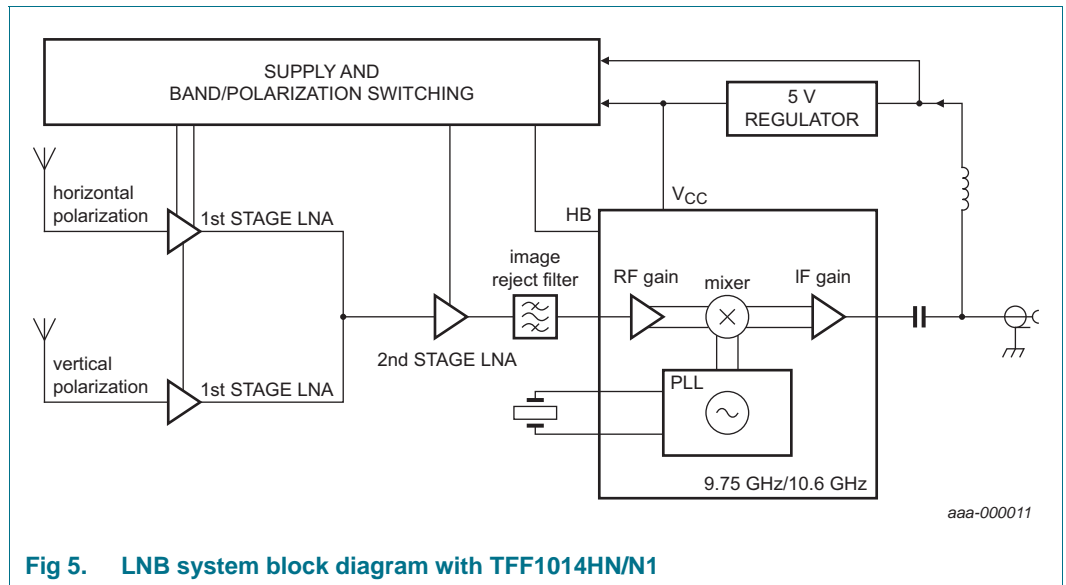 SUPPLY AND
BAND/POLARIZATION SWITCHING
5 V
REGULATOR
horizontal
polarization
1st STAGE LNA
HB
VCC
image
reject filter
RF gain
mixer
IF gain
2nd STAGE LNA
vertical
polarization
1st STAGE LNA
PLL
9.75 GHz/10.6 GHz
aaa-000011
Fig 5. LNB system block diagram with TFF1014HN/N1